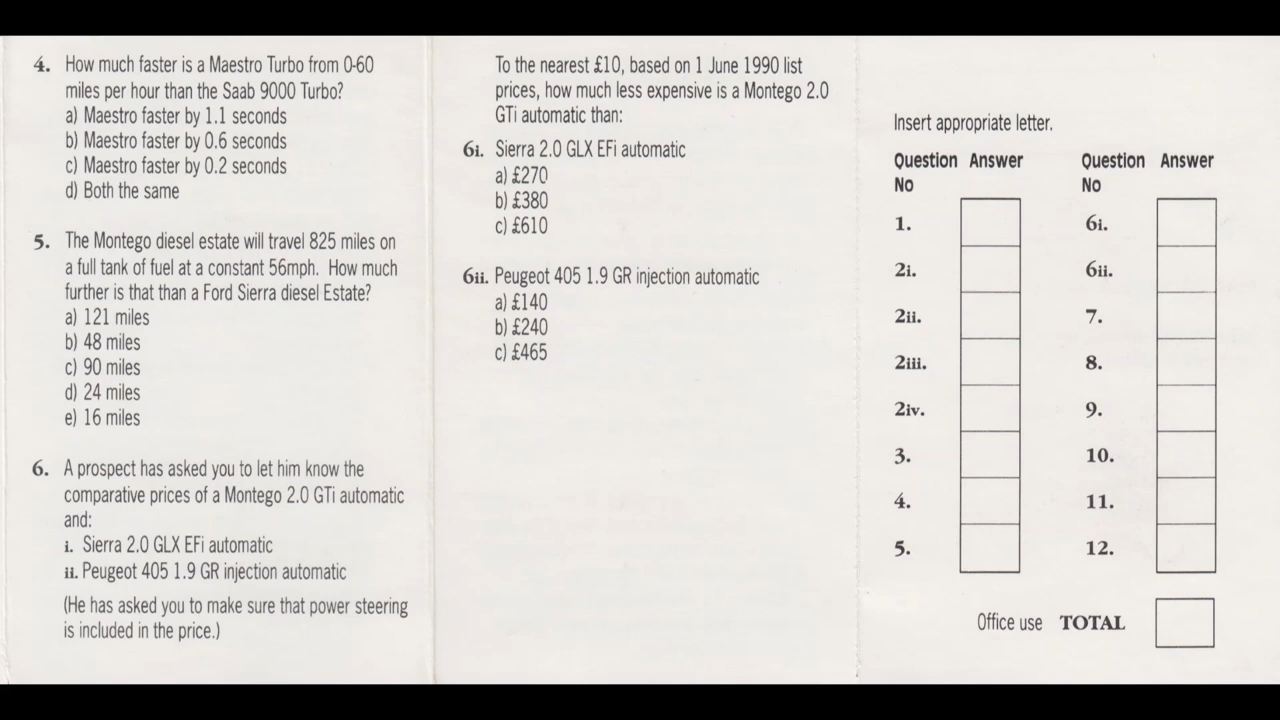 4. How much faster is a Maestro Turbo from 0-60
miles per hour than the Saab 9000 Turbo?
a) Maestro faster by 1.1 seconds
b) Maestro faster by 0.6 seconds
c) Maestro faster by 0.2 seconds
d) Both the same
5. The Montego diesel estate will travel 825 miles on
a full tank of fuel at a constant 56mph. How much
further is that than a Ford Sierra diesel Estate?
a) 121 miles
b) 48 miles
c) 90 miles
d) 24 miles
e) 16 miles
6. A prospect has asked you to let him know the
comparative prices of a Montego 2.0 GTi automatic
and:
i. Sierra 2.0 GLX EFi automatic
ii. Peugeot 405 1.9 GR injection automatic
(He has asked you to make sure that power steering
is included in the price.)
To the nearest £10, based on 1 June 1990 list
prices, how much less expensive is a Montego 2.0
GTi automatic than:
6i. Sierra 2.0 GLX EFi automatic
a) £270
b) £380
c) £610
6ii. Peugeot 405 1.9 GR injection automatic
a) £140
b) £240
c) £465
Insert appropriate letter.
Question Answer Question Answer
No No
1. 6i.
2i. 6ii.
2ii. 7.
2iii. 8.
2iv. 9.
3. 10.
4. 11.
5. 12.
Office use TOTAL